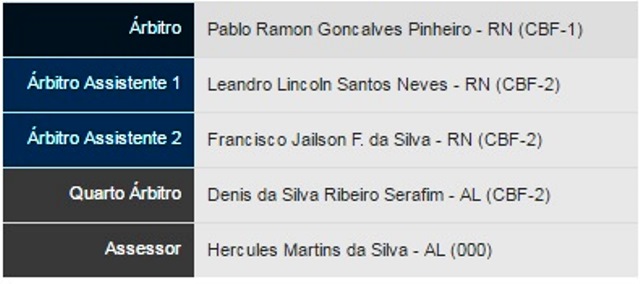 Árbitro Pablo Ramon Goncalves Pinheiro - RN (CBF-1)
Árbitro Assistente 1 Leandro Lincoln Santos Neves - RN (CBF-2)
Árbitro Assistente 2 Francisco Jailson F. da Silva - RN (CBF-2)
Quarto Árbitro Denis da Silva Ribeiro Serafim - AL (CBF-2)
Assessor Hercules Martins da Silva - AL (000)